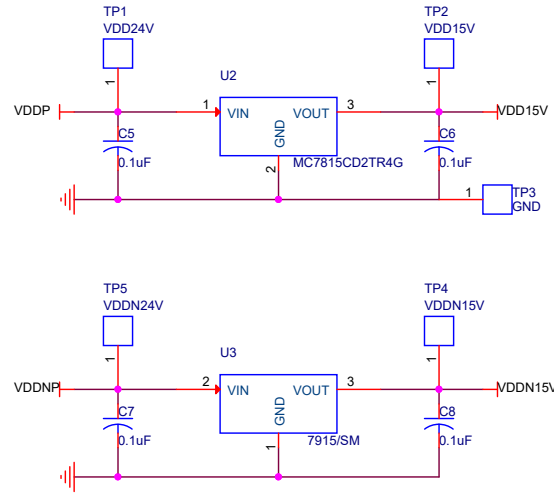 TP1
VDD24V
TP2
VDD15V
1
1
U2
VDDP
1
VIN
VOUT
3
VDD15V
GND
C5
0.1uF
C6
0.1uF
2
MC7815CD2TR4G
1
TP3
GND
TP5
VDDN24V
TP4
VDDN15V
1
1
U3
VDDNP
2
VIN
VOUT
3
VDDN15V
GND
C7
0.1uF
C8
0.1uF
1
7915/SM